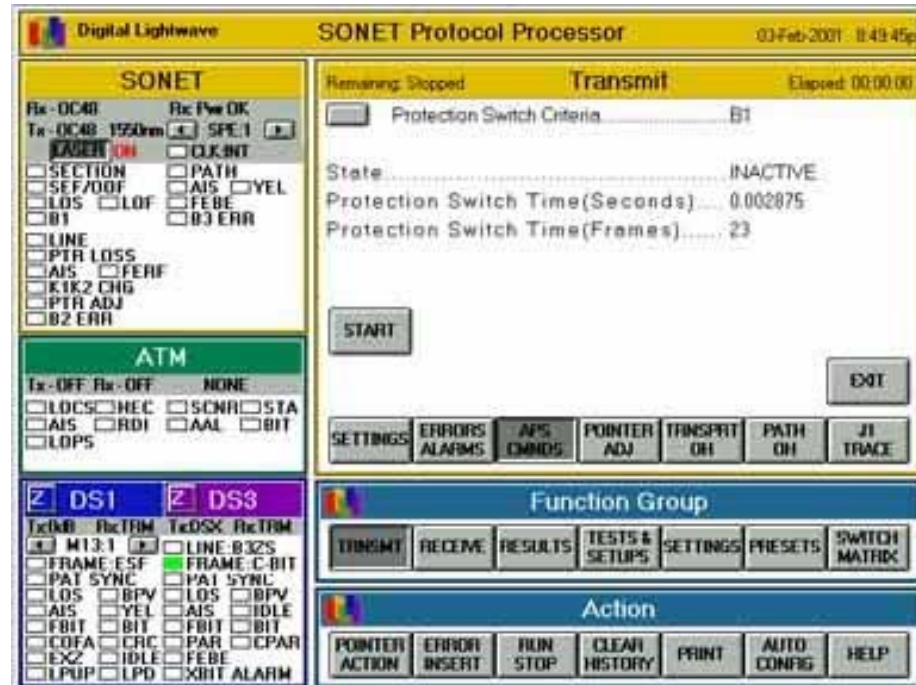 Digital Lightwave
SONET Protocol Processor
03-Feb-2001 8:49:45p
SONET
Rx - OC48 Rx Pwr OK
Tx - OC48 1550nm SPE:1
LASER ON CLK:INT
SECTION PATH
SEF/OOF AIS YEL
LOS LOF FEBE
B1 B3 ERR
LINE
PTR LOSS
AIS FERF
K1K2 CHG
PTR ADJ
B2 ERR
Remaining: Stopped Transmit Elapsed: 00:00:00
Protection Switch Criteria B1
State INACTIVE
Protection Switch Time(Seconds) 0.002875
Protection Switch Time(Frames) 23
START
EXIT
SETTINGS ERRORS ALARMS APS CMNDS POINTER ADJ TRNSPRT OH PATH OH J1 TRACE
ATM
Tx - OFF Rx - OFF NONE
LOCS HEC SCNR STA
AIS RDI AAL BIT
LOPS
Z DS1 Z DS3
Tx:0dB Rx:TRM Tx:DSX Rx:TRM
M13:1 LINE:B3ZS
FRAME:ESF FRAME:C-BIT
PAT SYNC PAT SYNC
LOS BPV LOS BPV
AIS YEL AIS IDLE
FBIT BIT FBIT BIT
COFA CRC PAR CPAR
EXZ IDLE FEBE
LPUP LPD XBIT ALARM
Function Group
TRNSMT RECEIVE RESULTS TESTS & SETUPS SETTINGS PRESETS SWITCH MATRIX
Action
POINTER ACTION ERROR INSERT RUN STOP CLEAR HISTORY PRINT AUTO CONFIG HELP